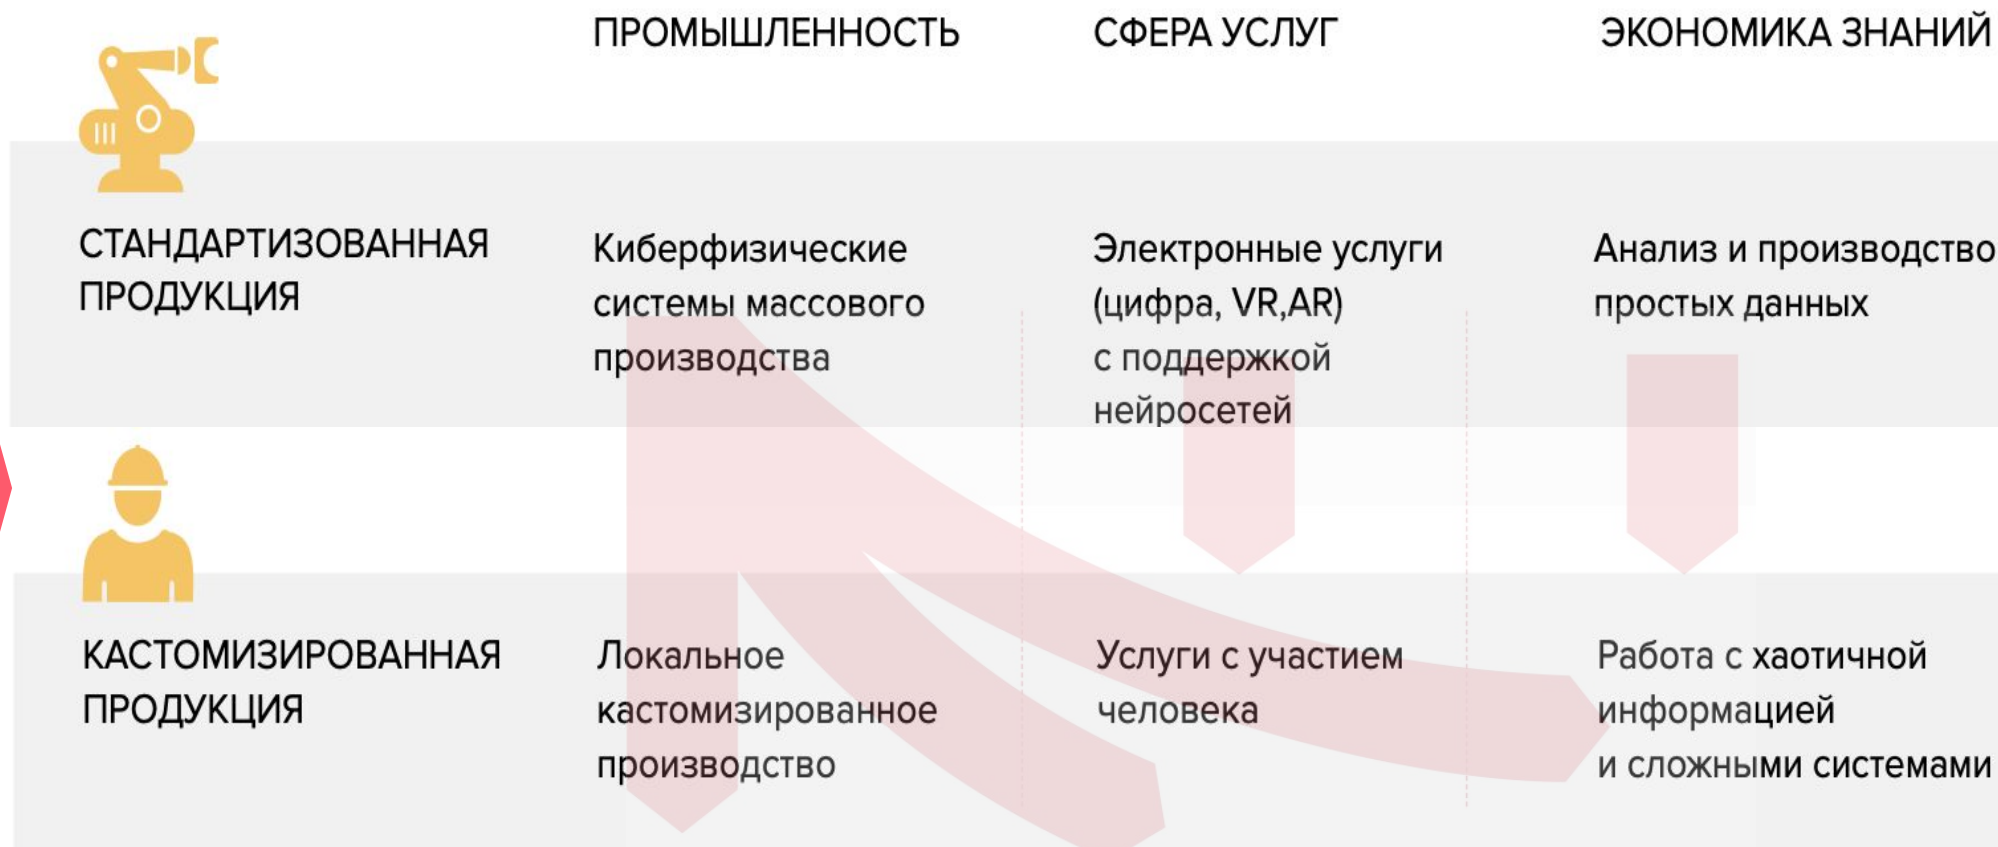 ПРОМЫШЛЕННОСТЬ
СФЕРА УСЛУГ
ЭКОНОМИКА ЗНАНИЙ
СТАНДАРТИЗОВАННАЯ
ПРОДУКЦИЯ
Киберфизические
системы массового
производства
Электронные услуги
(цифра, VR,AR)
с поддержкой
нейросетей
Анализ и производство
простых данных
КАСТОМИЗИРОВАННАЯ
ПРОДУКЦИЯ
Локальное
кастомизированное
производство
Услуги с участием
человека
Работа с хаотичной
информацией
и сложными системами